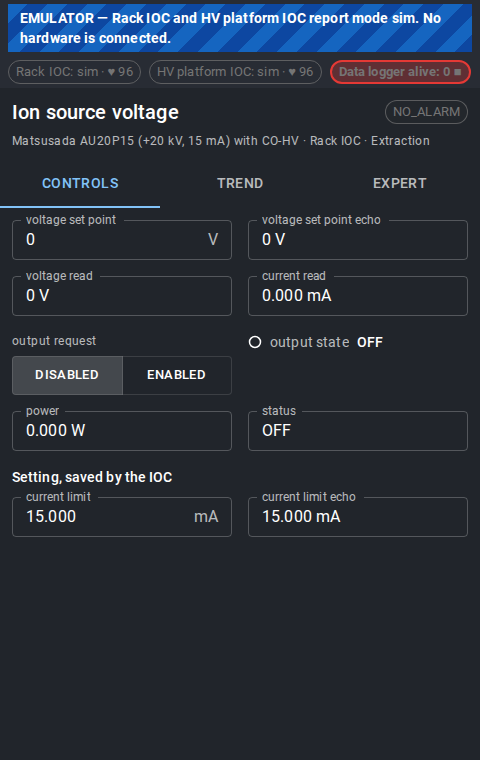 EMULATOR — Rack IOC and HV platform IOC report mode sim. No
hardware is connected.
Rack IOC: sim · ♥ 96
HV platform IOC: sim · ♥ 96
Data logger alive: 0 ■
Ion source voltage
NO_ALARM
Matsusada AU20P15 (+20 kV, 15 mA) with CO-HV · Rack IOC · Extraction
CONTROLS
TREND
EXPERT
voltage set point
0 V
voltage set point echo
0 V
voltage read
0 V
current read
0.000 mA
output request
output state OFF
DISABLED
ENABLED
power
0.000 W
status
OFF
Setting, saved by the IOC
current limit
15.000 mA
current limit echo
15.000 mA